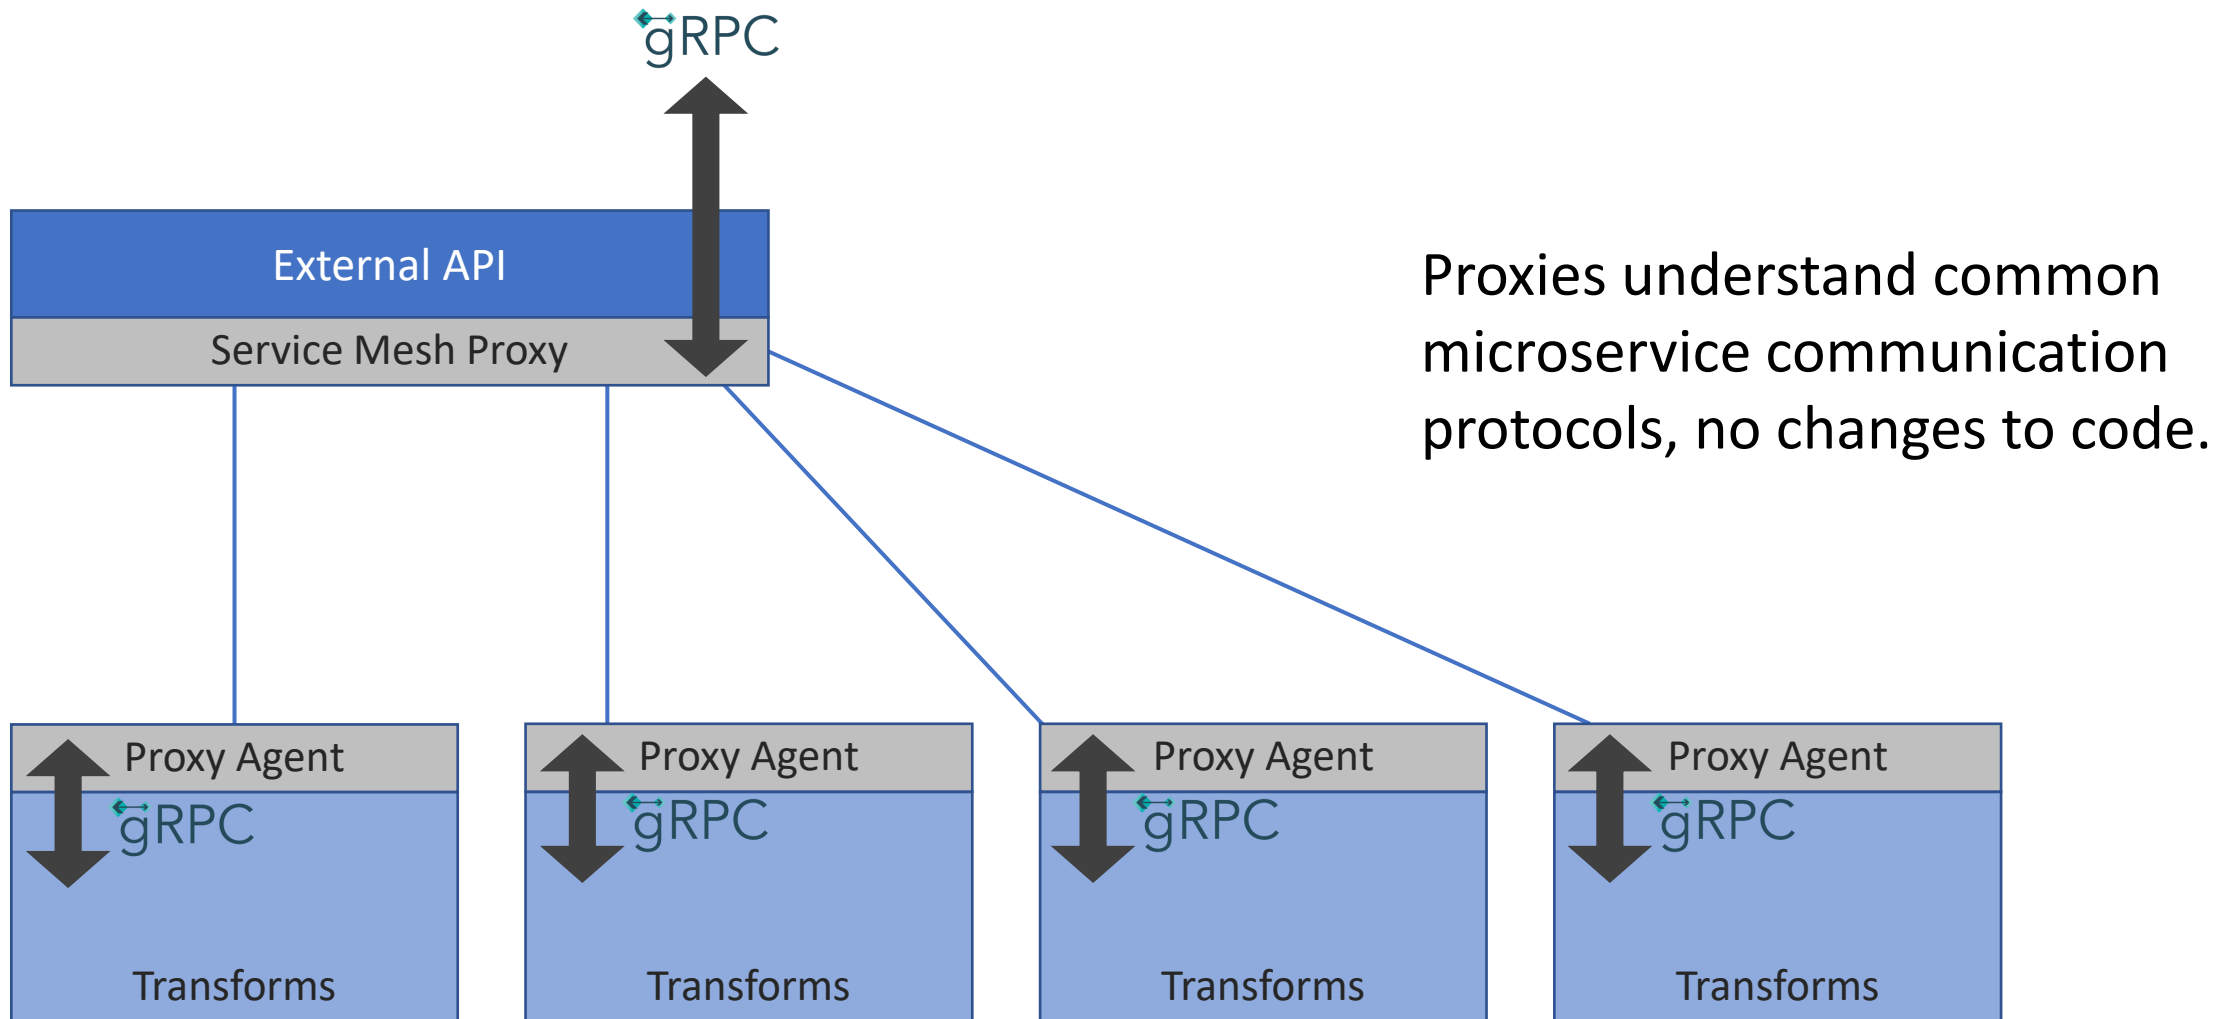 gRPC
External API
Service Mesh Proxy
Proxies understand common
microservice communication
protocols, no changes to code.
Proxy Agent
gRPC
Transforms
Proxy Agent
gRPC
Transforms
Proxy Agent
gRPC
Transforms
Proxy Agent
gRPC
Transforms